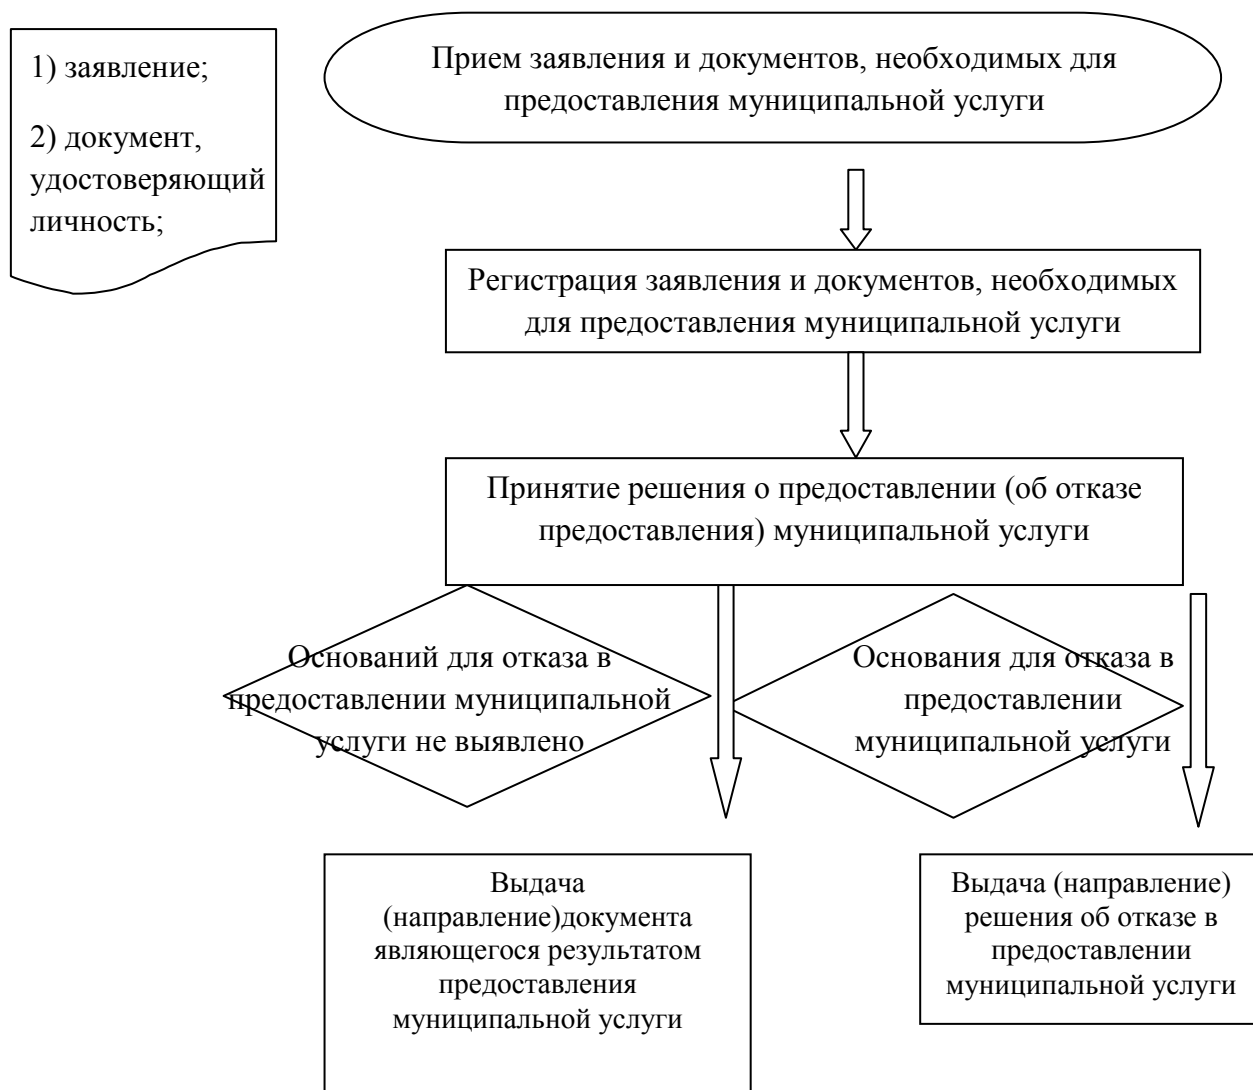 1) заявление;
2) документ,
удостоверяющий
личность;
Прием заявления и документов, необходимых для
предоставления муниципальной услуги
Регистрация заявления и документов, необходимых
для предоставления муниципальной услуги
Принятие решения о предоставлении (об отказе
предоставления) муниципальной услуги
Оснований для отказа в
предоставлении муниципальной
услуги не выявлено
Основания для отказа в
предоставлении
муниципальной услуги
Выдача
(направление)документа
являющегося результатом
предоставления
муниципальной услуги
Выдача (направление)
решения об отказе в
предоставлении
муниципальной услуги